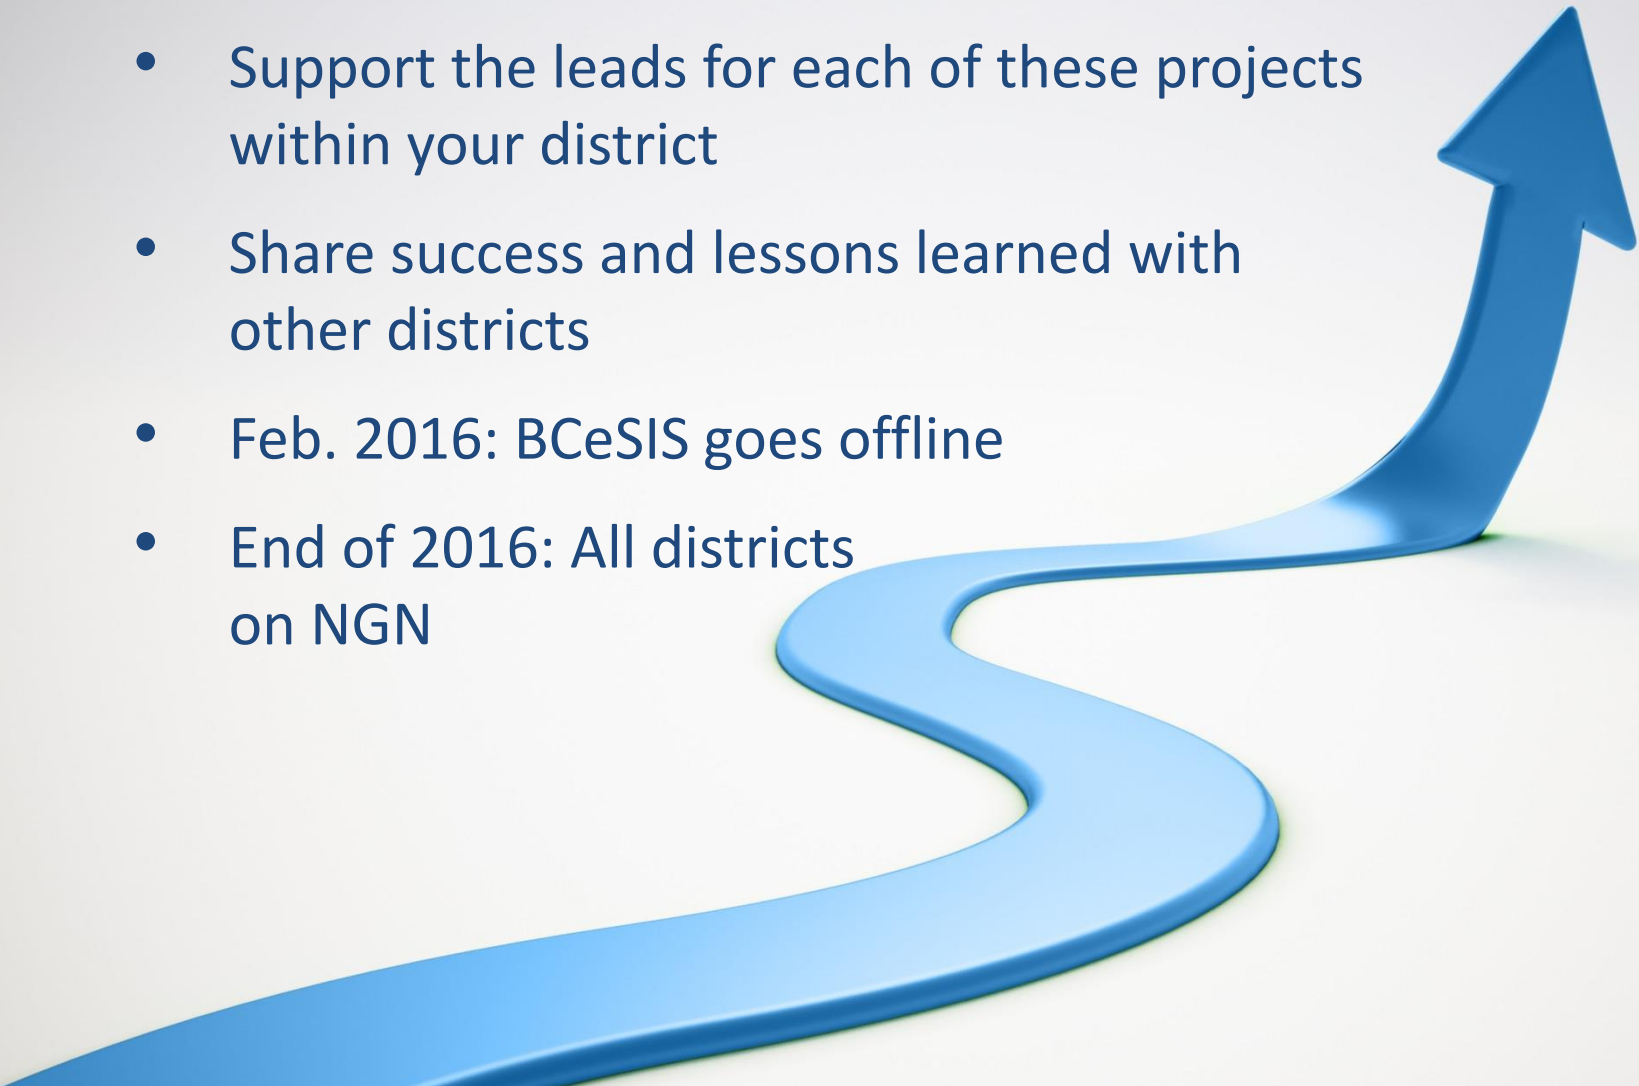 • Support the leads for each of these projects
within your district
• Share success and lessons learned with
other districts
• Feb. 2016: BCeSIS goes offline
• End of 2016: All districts
on NGN